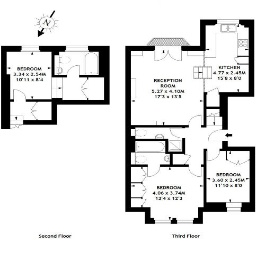 N
BEDROOM
3.34 x 2.54M
10'11 x 8'4
KITCHEN
4.77 x 2.45M
15'8 x 8'0
RECEPTION
ROOM
5.27 x 4.10M
17'3 x 13'5
BEDROOM
4.06 x 3.74M
13'4 x 12'3
BEDROOM
3.60 x 2.45M
11'10 x 8'0
Second Floor
Third Floor